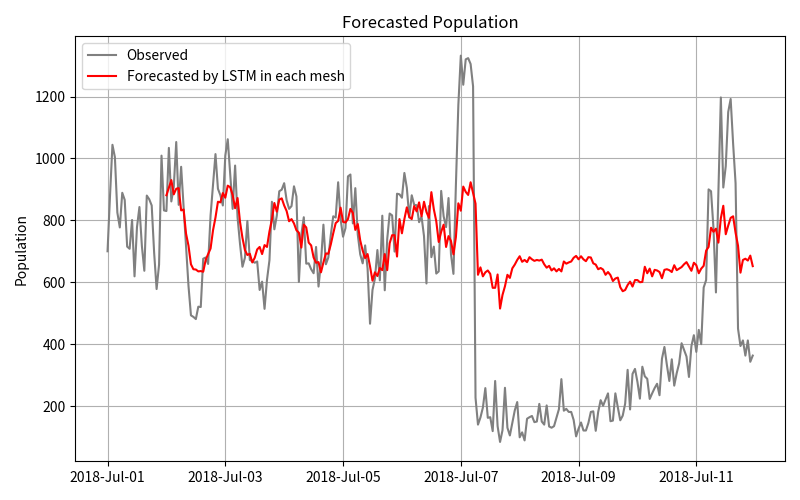 Forecasted Population
Observed
Forecasted by LSTM in each mesh
Population
1200
1000
800
600
400
200
2018-Jul-01 2018-Jul-03 2018-Jul-05 2018-Jul-07 2018-Jul-09 2018-Jul-11